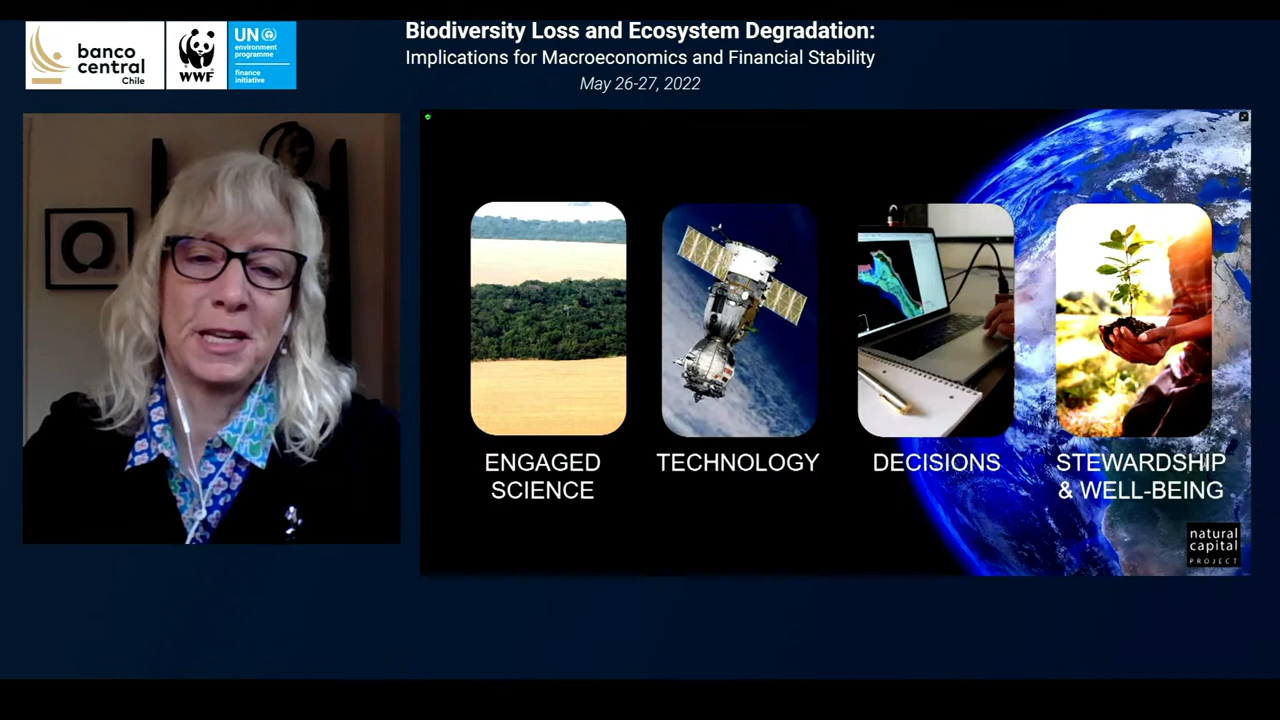 banco
central
Chile
WWF
UN
environment
programme
finance
initiative
Biodiversity Loss and Ecosystem Degradation:
Implications for Macroeconomics and Financial Stability
May 26-27, 2022
ENGAGED
SCIENCE
TECHNOLOGY
DECISIONS
STEWARDSHIP
& WELL-BEING
natural
capital
PROJECT